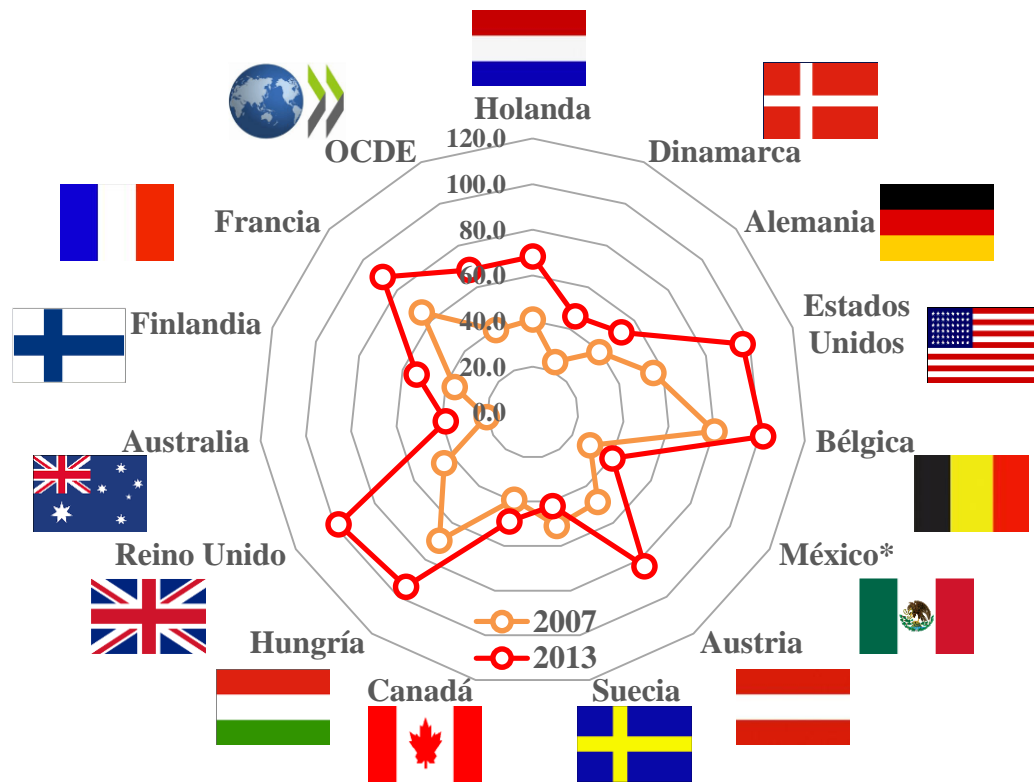 Holanda
Dinamarca
OCDE
120.0
100.0
Francia
Alemania
80.0
60.0
Finlandia
Estados
Unidos
40.0
20.0
0.0
Australia
Bélgica
Reino Unido
México*
2007
Hungría
Austria
2013
Canadá
Suecia